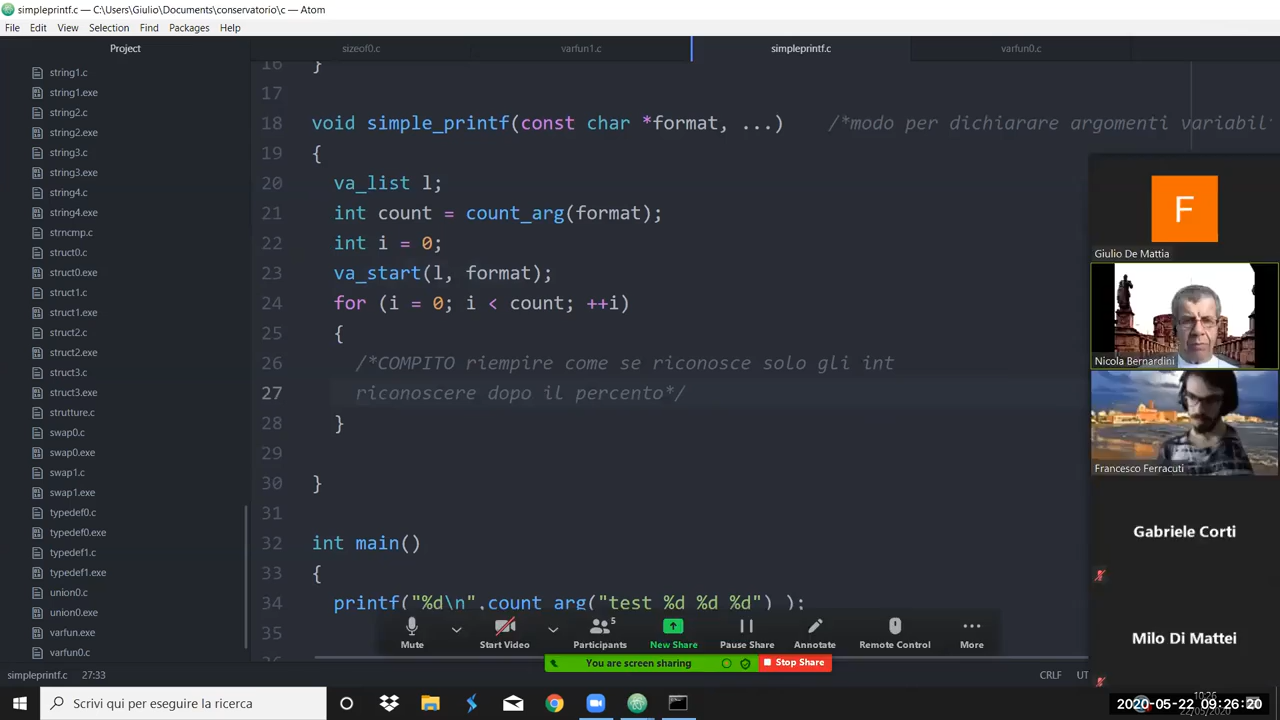 simpleprintf.c — C:\Users\Giulio\Documents\conservatorio\c — Atom
File Edit View Selection Find Packages Help
Project
sizeof0.c
varfun1.c
simpleprintf.c
varfun0.c
string1.c
string1.exe
string2.c
string2.exe
string3.c
string3.exe
string4.c
string4.exe
strncmp.c
struct0.c
struct0.exe
struct1.c
struct1.exe
struct2.c
struct2.exe
struct3.c
struct3.exe
strutture.c
swap0.c
swap0.exe
swap1.c
swap1.exe
typedef0.c
typedef0.exe
typedef1.c
typedef1.exe
union0.c
union0.exe
varfun.exe
varfun0.c
16 }
17
18 void simple_printf(const char *format, ...) /*modo per dichiarare argomenti variabil
19 {
20 va_list l;
21 int count = count_arg(format);
22 int i = 0;
23 va_start(l, format);
24 for (i = 0; i < count; ++i)
25 {
26 /*COMPITO riempire come se riconosce solo gli int
27 riconoscere dopo il percento*/
28 }
29
30 }
31
32 int main()
33 {
34 printf("%d\n",count_arg("test %d %d %d") );
35
F
Giulio De Mattia
Nicola Bernardini
Francesco Ferracuti
Gabriele Corti
Milo Di Mattei
Mute
Start Video
5
Participants
New Share
Pause Share
Annotate
Remote Control
More
You are screen sharing
Stop Share
simpleprintf.c 27:33
CRLF
UT
Scrivi qui per eseguire la ricerca
10:26
2020-05-22 09:26:20